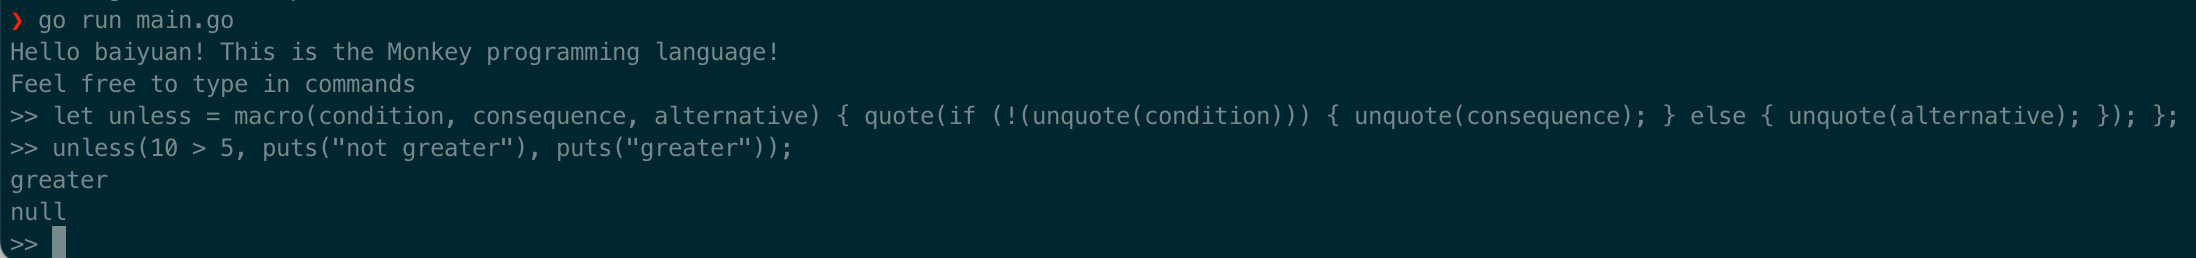 ❯ go run main.go
Hello baiyuan! This is the Monkey programming language!
Feel free to type in commands
>> let unless = macro(condition, consequence, alternative) { quote(if (!(unquote(condition))) { unquote(consequence); } else { unquote(alternative); }); };
>> unless(10 > 5, puts("not greater"), puts("greater"));
greater
null
>>